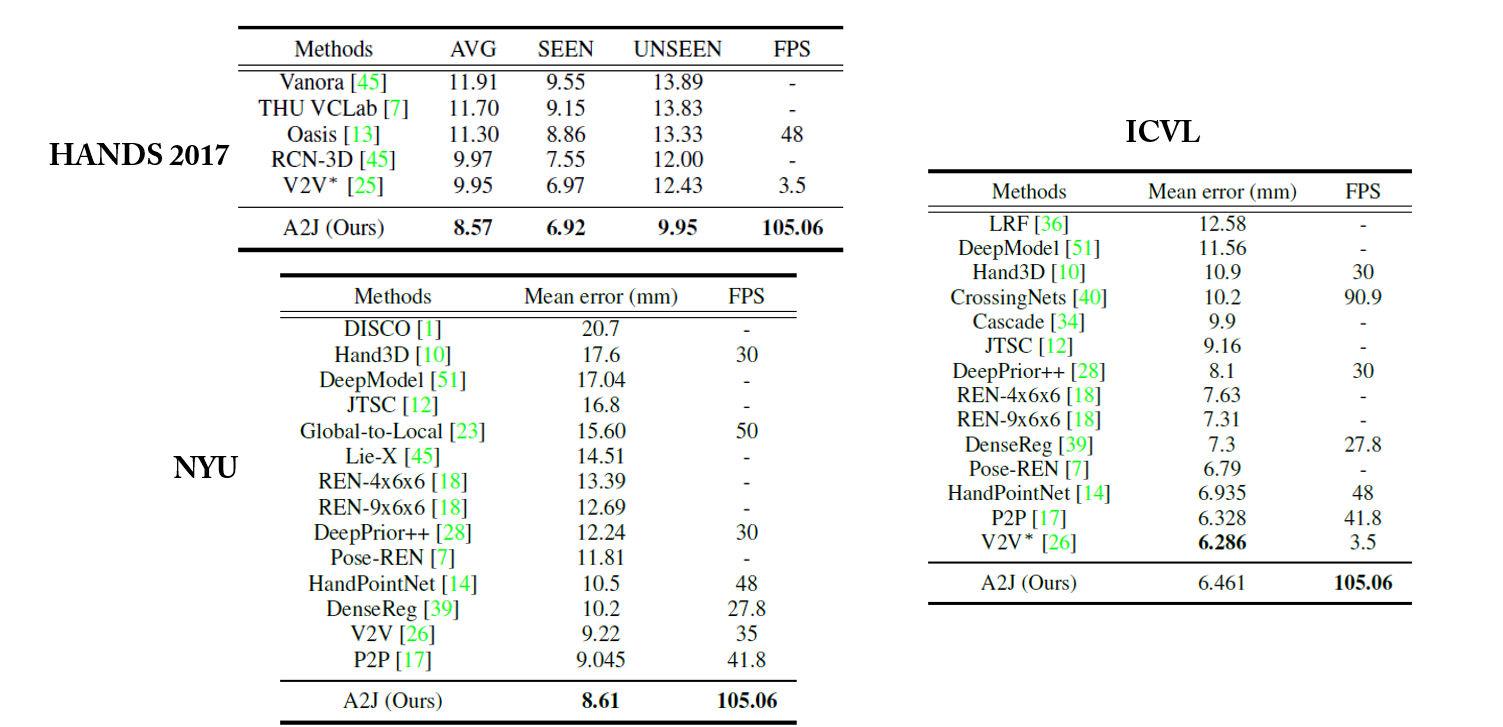 HANDS 2017
Methods AVG SEEN UNSEEN FPS
Vanora [45] 11.91 9.55 13.89 -
THU VCLab [7] 11.70 9.15 13.83 -
Oasis [13] 11.30 8.86 13.33 48
RCN-3D [45] 9.97 7.55 12.00 -
V2V* [25] 9.95 6.97 12.43 3.5
A2J (Ours) 8.57 6.92 9.95 105.06
NYU
Methods Mean error (mm) FPS
DISCO [1] 20.7 -
Hand3D [10] 17.6 30
DeepModel [51] 17.04 -
JTSC [12] 16.8 -
Global-to-Local [23] 15.60 50
Lie-X [45] 14.51 -
REN-4x6x6 [18] 13.39 -
REN-9x6x6 [18] 12.69 -
DeepPrior++ [28] 12.24 30
Pose-REN [7] 11.81 -
HandPointNet [14] 10.5 48
DenseReg [39] 10.2 27.8
V2V [26] 9.22 35
P2P [17] 9.045 41.8
A2J (Ours) 8.61 105.06
ICVL
Methods Mean error (mm) FPS
LRF [36] 12.58 -
DeepModel [51] 11.56 -
Hand3D [10] 10.9 30
CrossingNets [40] 10.2 90.9
Cascade [34] 9.9 -
JTSC [12] 9.16 -
DeepPrior++ [28] 8.1 30
REN-4x6x6 [18] 7.63 -
REN-9x6x6 [18] 7.31 -
DenseReg [39] 7.3 27.8
Pose-REN [7] 6.79 -
HandPointNet [14] 6.935 48
P2P [17] 6.328 41.8
V2V* [26] 6.286 3.5
A2J (Ours) 6.461 105.06